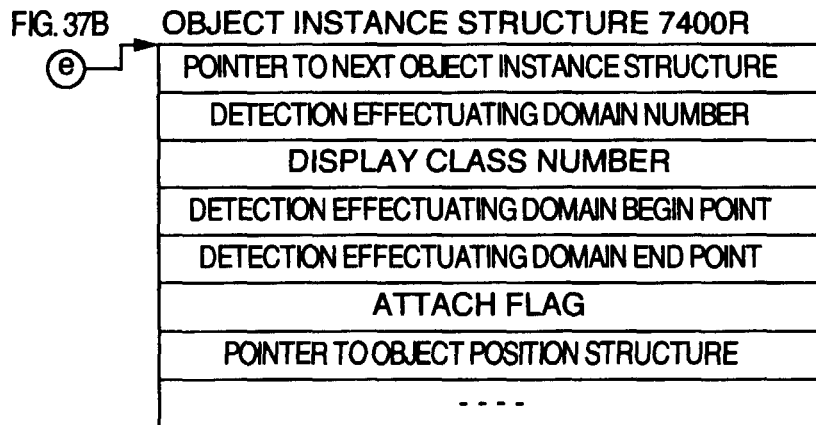 FIG. 37B OBJECT INSTANCE STRUCTURE 7400R
e
POINTER TO NEXT OBJECT INSTANCE STRUCTURE
DETECTION EFFECTUATING DOMAIN NUMBER
DISPLAY CLASS NUMBER
DETECTION EFFECTUATING DOMAIN BEGIN POINT
DETECTION EFFECTUATING DOMAIN END POINT
ATTACH FLAG
POINTER TO OBJECT POSITION STRUCTURE
- - - -